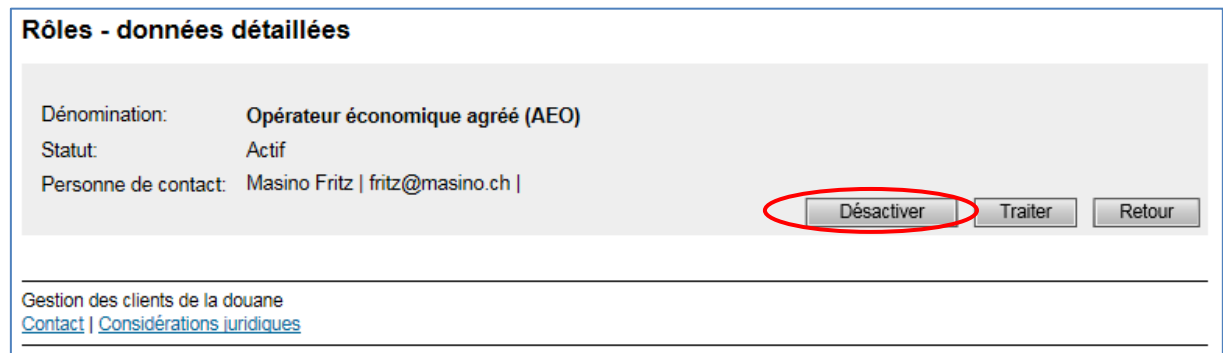 Rôles - données détaillées
Dénomination: Opérateur économique agréé (AEO)
Statut: Actif
Personne de contact: Masino Fritz | fritz@masino.ch |
Désactiver Traiter Retour
Gestion des clients de la douane
Contact | Considérations juridiques